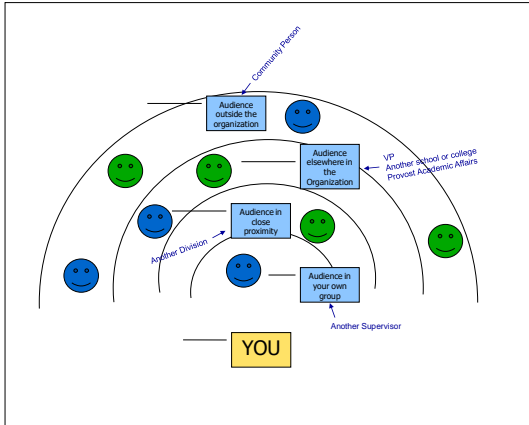 Community Person
Audience
outside the
organization
Audience
elsewhere in
the
Organization
VP
Another school or college
Provost Academic Affairs
Audience in
close
proximity
Another Division
Audience in
your own
group
Another Supervisor
YOU